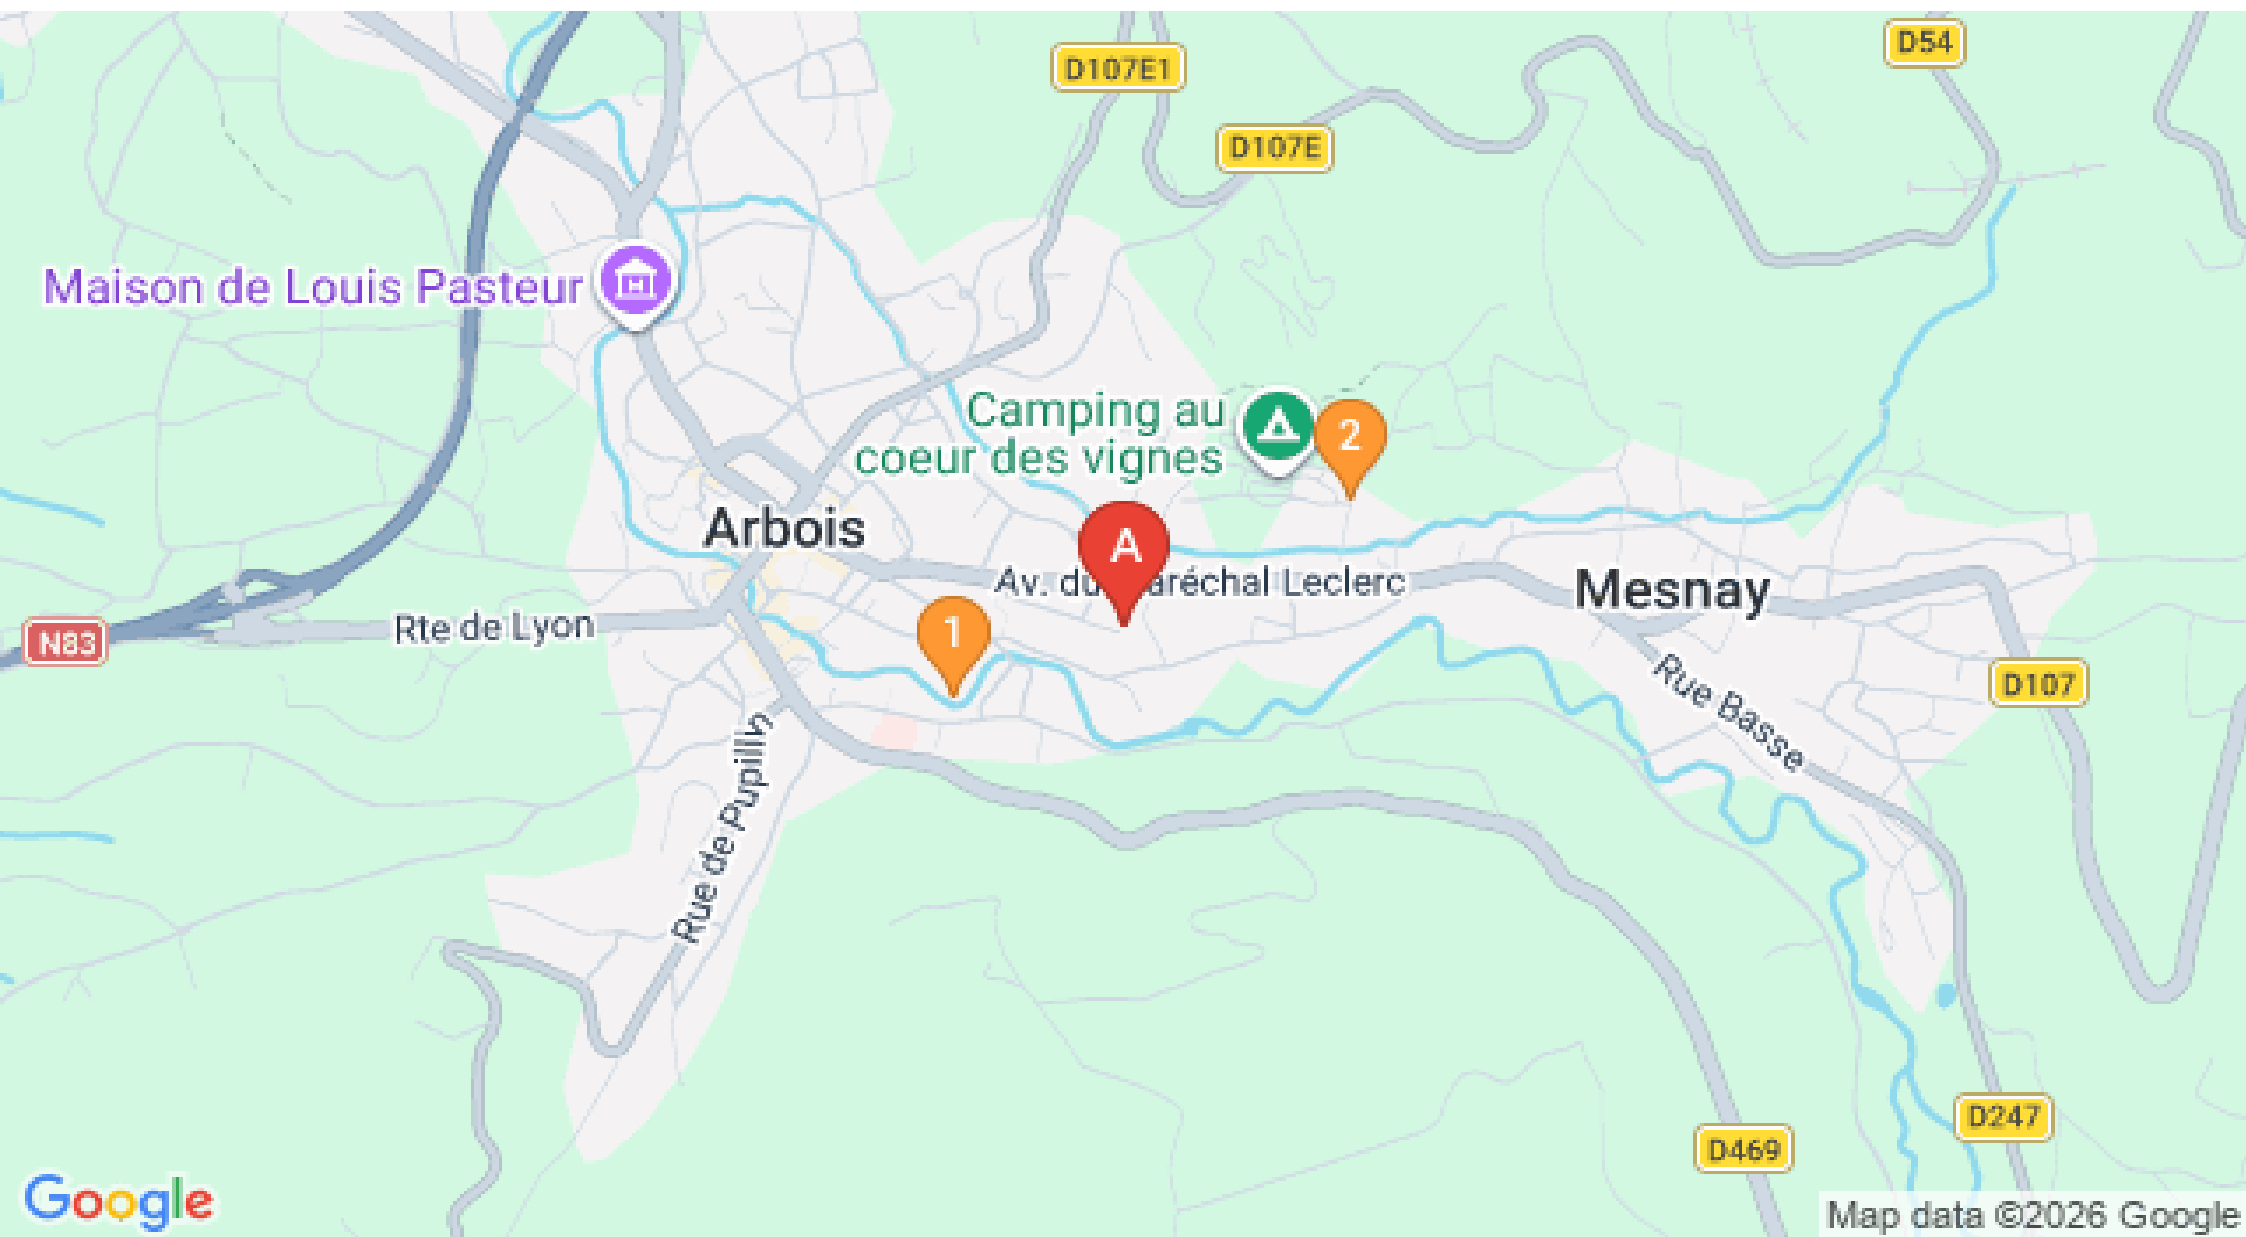 D54
D107E1
D107E
Maison de Louis Pasteur
Camping au
coeur des vignes
2
Arbois
A
Av. du Maréchal Leclerc
Mesnay
N83
Rte de Lyon
1
Rue Basse
D107
Rue de Pupillin
D247
D469
Google
Map data ©2026 Google